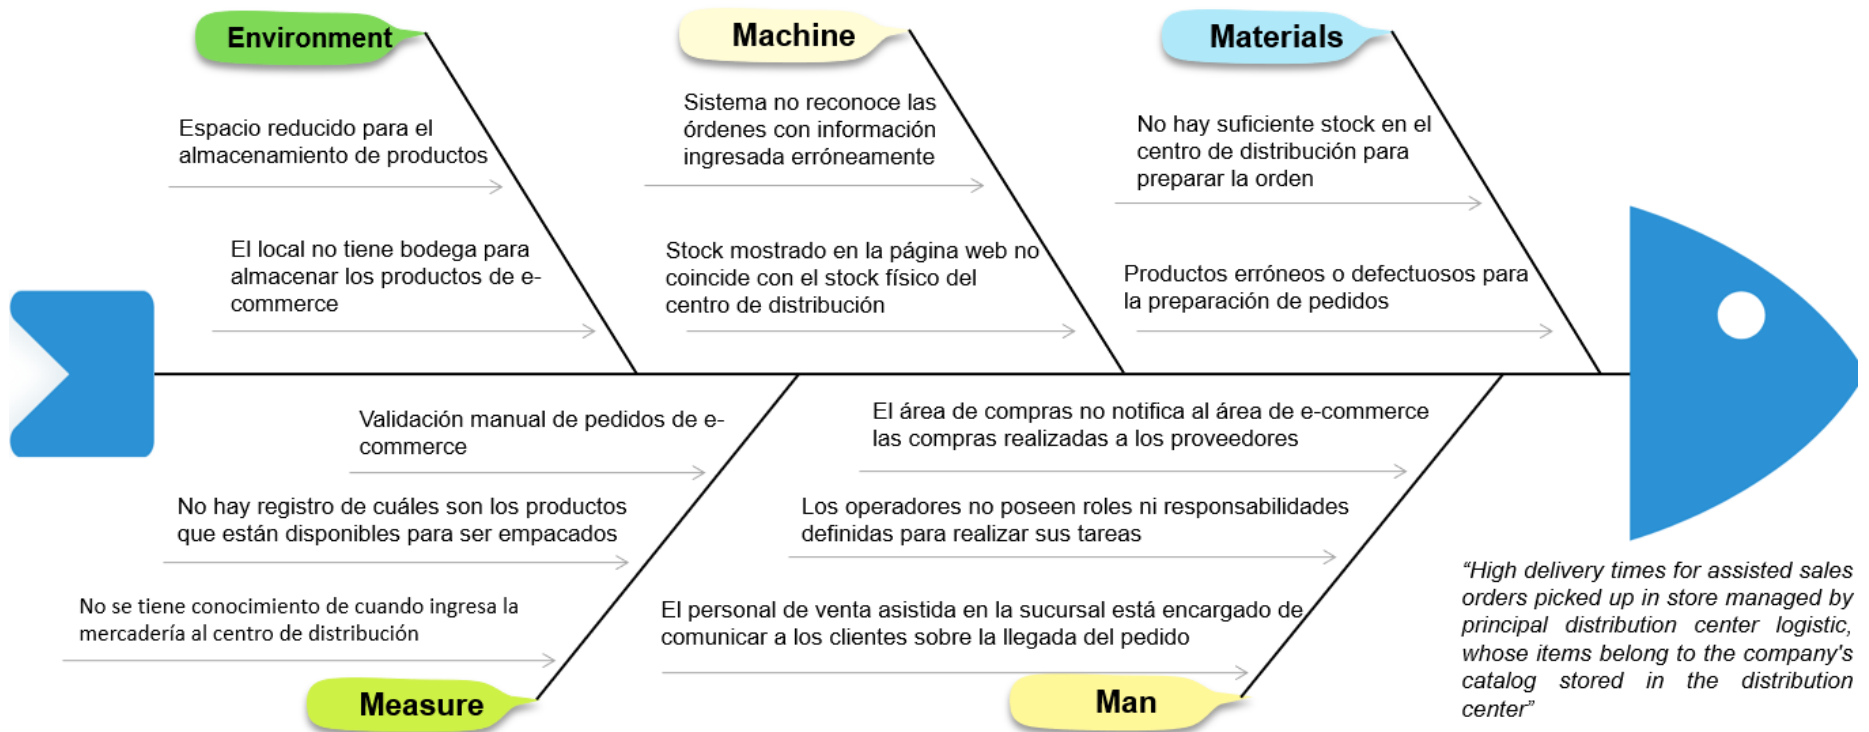 Environment
Espacio reducido para el
almacenamiento de productos
El local no tiene bodega para
almacenar los productos de e-
commerce
Machine
Sistema no reconoce las
órdenes con información
ingresada erróneamente
Stock mostrado en la página web no
coincide con el stock físico del
centro de distribución
Materials
No hay suficiente stock en el
centro de distribución para
preparar la orden
Productos erróneos o defectuosos para
la preparación de pedidos
Validación manual de pedidos de e-
commerce
No hay registro de cuáles son los productos
que están disponibles para ser empacados
No se tiene conocimiento de cuando ingresa la
mercadería al centro de distribución
Measure
El área de compras no notifica al área de e-commerce
las compras realizadas a los proveedores
Los operadores no poseen roles ni responsabilidades
definidas para realizar sus tareas
El personal de venta asistida en la sucursal está encargado de
comunicar a los clientes sobre la llegada del pedido
Man
“High delivery times for assisted sales
orders picked up in store managed by
principal distribution center logistic,
whose items belong to the company's
catalog stored in the distribution
center”